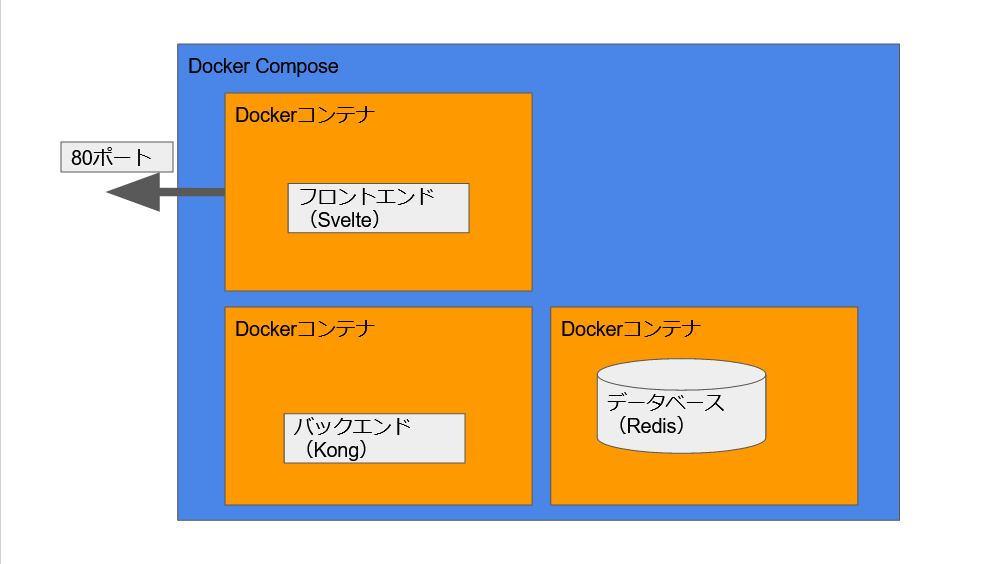 Docker Compose
Dockerコンテナ
80ポート
フロントエンド
（Svelte）
Dockerコンテナ
Dockerコンテナ
バックエンド
（Kong）
データベース
（Redis）